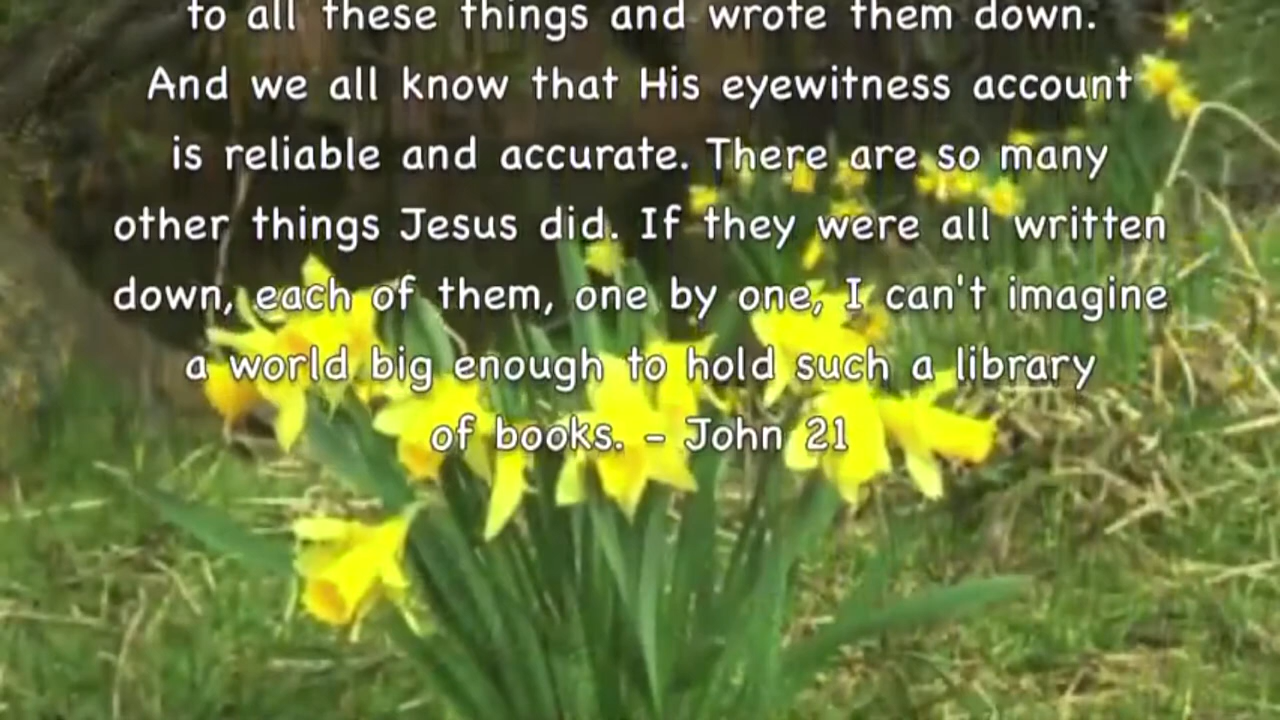 to all these things and wrote them down.
And we all know that His eyewitness account
is reliable and accurate. There are so many
other things Jesus did. If they were all written
down, each of them, one by one, I can't imagine
a world big enough to hold such a library
of books. - John 21